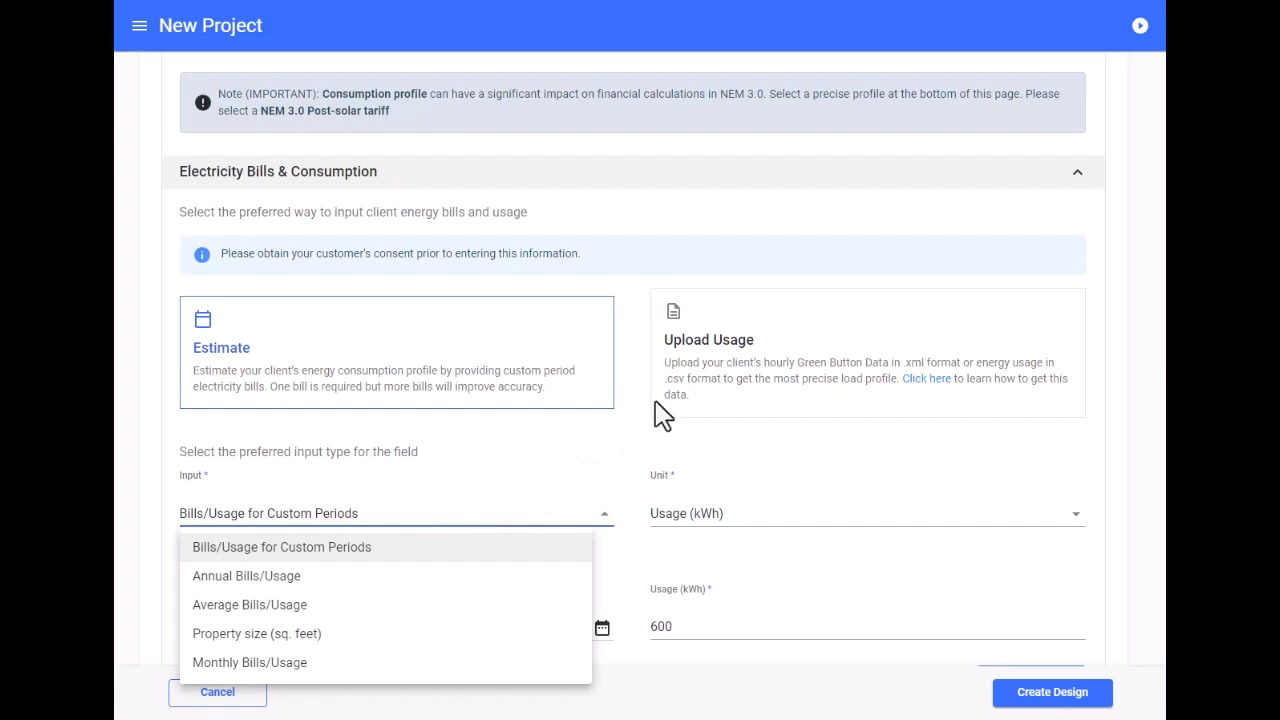 New Project
Note (IMPORTANT): Consumption profile can have a significant impact on financial calculations in NEM 3.0. Select a precise profile at the bottom of this page. Please
select a NEM 3.0 Post-solar tariff
Electricity Bills & Consumption
Select the preferred way to input client energy bills and usage
Please obtain your customer's consent prior to entering this information.
Estimate
Estimate your client's energy consumption profile by providing custom period
electricity bills. One bill is required but more bills will improve accuracy.
Upload Usage
Upload your client's hourly Green Button Data in .xml format or energy usage in
.csv format to get the most precise load profile. Click here to learn how to get this
data.
Select the preferred input type for the field
Input *
Bills/Usage for Custom Periods
Unit *
Usage (kWh)
Bills/Usage for Custom Periods
Annual Bills/Usage
Average Bills/Usage
Property size (sq. feet)
Monthly Bills/Usage
Usage (kWh) *
600
Cancel
Create Design